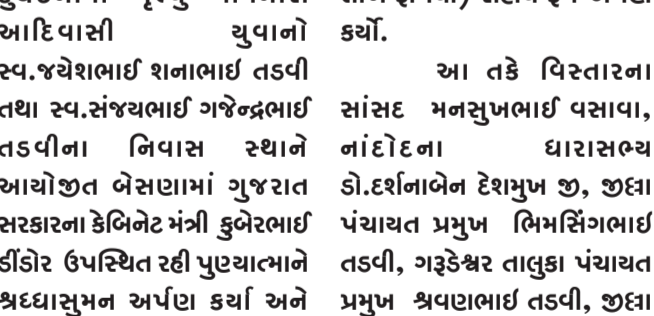 આદિવાસી યુવાનો
સ્વ.જયેશભાઈ શનાભાઇ તડવી
તથા સ્વ.સંજયભાઈ ગજેન્દ્રભાઈ
તડવીના નિવાસ સ્થાને
આયોજીત બેસણામાં ગુજરાત
સરકારના કેબિનેટ મંત્રી કુબેરભાઈ
ડીંડોર ઉપસ્થિત રહી પુણ્યાત્માને
શ્રધ્ધાસુમન અર્પણ કર્યા અને
કર્યો.
આ તકે વિસ્તારના
સાંસદ મનસુખભાઈ વસાવા,
નાંદોદના ધારાસભ્ય
ડો.દર્શનાબેન દેશમુખ જી, જીલ્લા
પંચાયત પ્રમુખ ભિમસિંગભાઈ
તડવી, ગરૂડેશ્વર તાલુકા પંચાયત
પ્રમુખ શ્રવણભાઈ તડવી, જીલ્લા